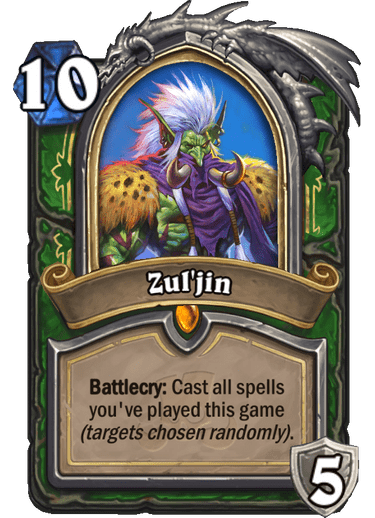 10
Zul'jin
Battlecry: Cast all spells
you've played this game
(targets chosen randomly).
5